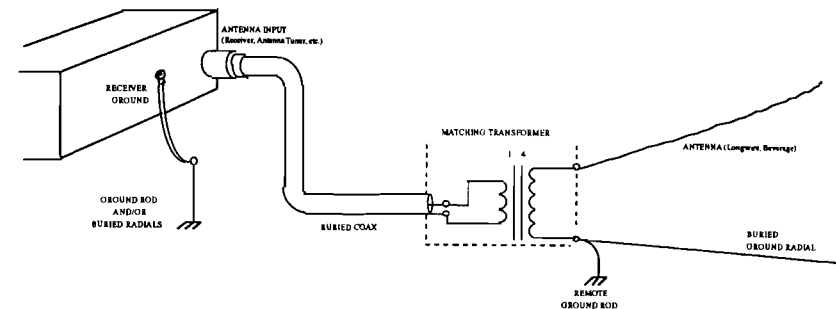 ANTENNA INPUT
(Receiver, Antenna Tuner, etc.)
RECEIVER
GROUND
GROUND ROD
AND/OR
BURIED RADIALS
BURIED COAX
MATCHING TRANSFORMER
1 4
ANTENNA (Longwire, Beverage)
BURIED
GROUND RADIAL
REMOTE
GROUND ROD